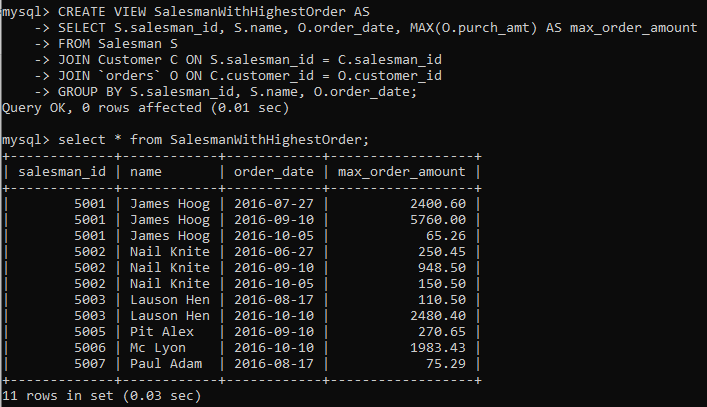 mysql> CREATE VIEW SalesmanWithHighestOrder AS
    -> SELECT S.salesman_id, S.name, O.order_date, MAX(O.purch_amt) AS max_order_amount
    -> FROM Salesman S
    -> JOIN Customer C ON S.salesman_id = C.salesman_id
    -> JOIN `orders` O ON C.customer_id = O.customer_id
    -> GROUP BY S.salesman_id, S.name, O.order_date;
Query OK, 0 rows affected (0.01 sec)

mysql> select * from SalesmanWithHighestOrder;
+-------------+------------+------------+------------------+
| salesman_id | name       | order_date | max_order_amount |
+-------------+------------+------------+------------------+
|        5001 | James Hoog | 2016-07-27 |          2400.60 |
|        5001 | James Hoog | 2016-09-10 |          5760.00 |
|        5001 | James Hoog | 2016-10-05 |            65.26 |
|        5002 | Nail Knite | 2016-06-27 |           250.45 |
|        5002 | Nail Knite | 2016-09-10 |           948.50 |
|        5002 | Nail Knite | 2016-10-05 |           150.50 |
|        5003 | Lauson Hen | 2016-08-17 |           110.50 |
|        5003 | Lauson Hen | 2016-10-10 |          2480.40 |
|        5005 | Pit Alex   | 2016-09-10 |           270.65 |
|        5006 | Mc Lyon    | 2016-10-10 |          1983.43 |
|        5007 | Paul Adam  | 2016-08-17 |            75.29 |
+-------------+------------+------------+------------------+
11 rows in set (0.03 sec)